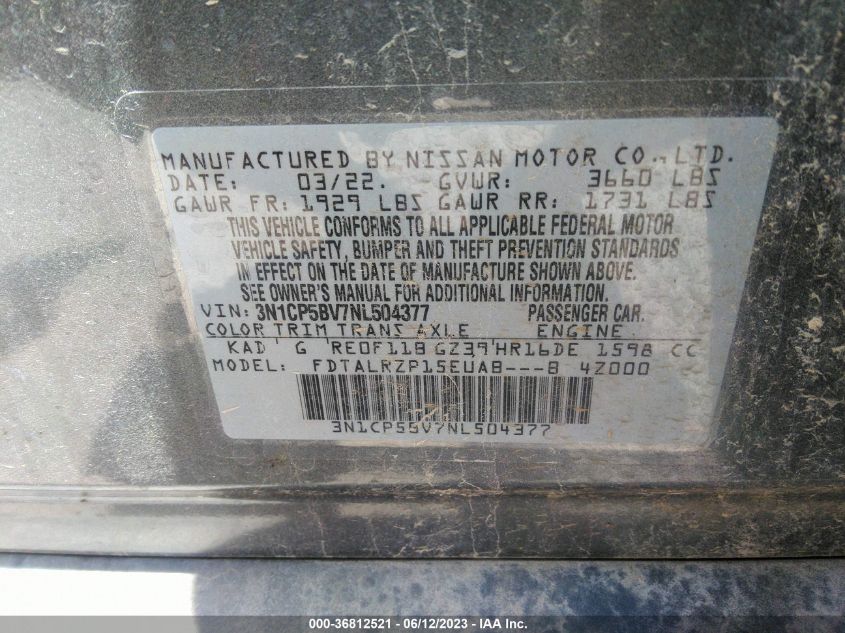 MANUFACTURED BY NISSAN MOTOR CO., LTD.
DATE: 03/22. GVWR: 3660 LBS
GAWR FR: 1929 LBS GAWR RR: 1731 LBS
THIS VEHICLE CONFORMS TO ALL APPLICABLE FEDERAL MOTOR
VEHICLE SAFETY, BUMPER AND THEFT PREVENTION STANDARDS
IN EFFECT ON THE DATE OF MANUFACTURE SHOWN ABOVE.
SEE OWNER'S MANUAL FOR ADDITIONAL INFORMATION.
VIN: 3N1CP5BV7NL504377 PASSENGER CAR.
COLOR TRIM TRANS AXLE ENGINE
KAD G RE0F11B GZ39 HR16DE 1598 CC
MODEL: FDTALRZP15EUAB---B 4Z000
3N1CP5BV7NL504377
000-36812521 - 06/12/2023 - IAA Inc.